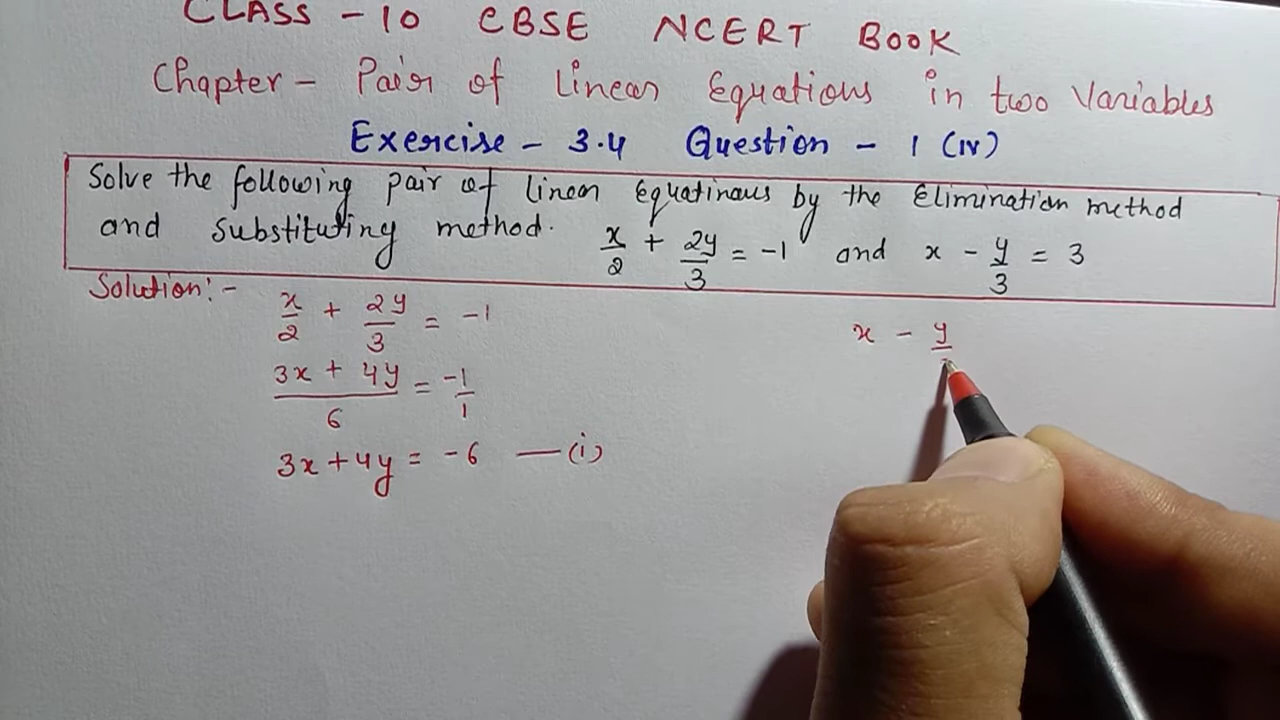 CLASS - 10 CBSE NCERT BOOK
Chapter - Pair of Linear Equations in two Variables
Exercise - 3.4 Question - 1 (iv)
Solve the following pair of linear Equatinous by the Elimination method
and substituting method. x/2 + 2y/3 = -1 and x - y/3 = 3
Solution:- x/2 + 2y/3 = -1
x - y
3x + 4y / 6 = -1/1
3x + 4y = -6 —(i)